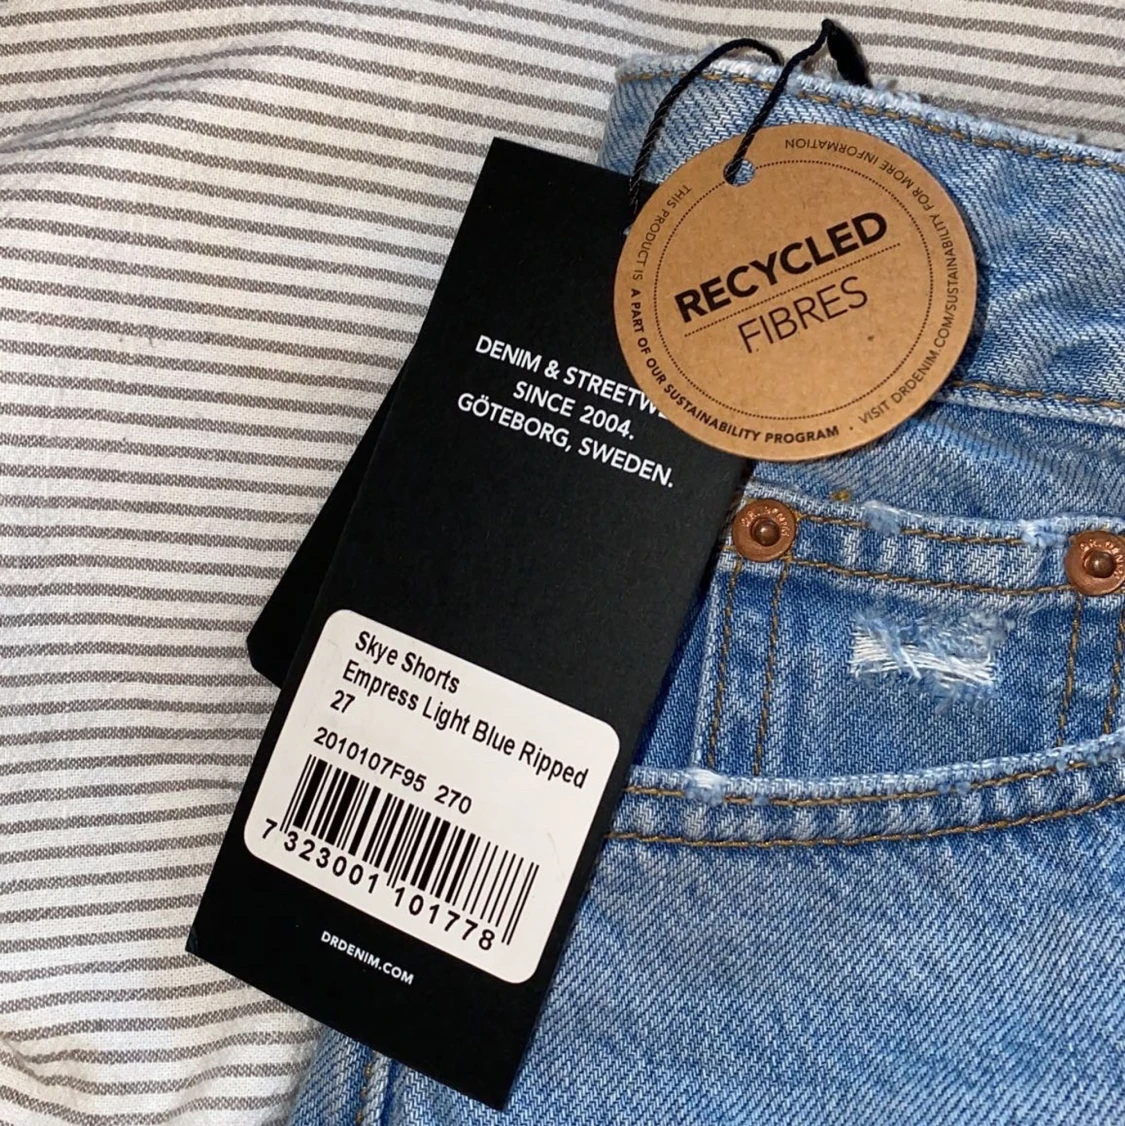 THIS PRODUCT IS A PART OF OUR SUSTAINABILITY PROGRAM . VISIT DRDENIM.COM/SUSTAINABILITY FOR MORE INFORMATION
RECYCLED
FIBRES
DENIM & STREETWE
SINCE 2004.
GÖTEBORG, SWEDEN.
Skye Shorts
Empress Light Blue Ripped
27
2010107F95 270
7 323001 101778
DRDENIM.COM